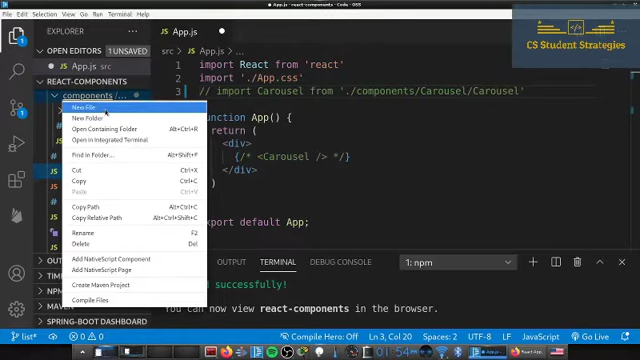 App.js - react-components - Code - OSS
File Edit Selection View Go Run Terminal Help
CS Student Strategies
EXPLORER
OPEN EDITORS 1 UNSAVED
App.js
REACT-COMPONENTS
components /...
New File
New Folder
Open Containing Folder Alt+Ctrl+R
Open in Integrated Terminal
Find in Folder... Alt+Shift+F
Cut Ctrl+X
Copy Ctrl+C
Paste Ctrl+V
Copy Path Alt+Ctrl+C
Copy Relative Path Alt+Ctrl+Shift+C
Rename F2
Delete Del
Add NativeScript Component
Add NativeScript Page
Create Maven Project
Compile Files
SPRING-BOOT DASHBOARD
App.js
src > App.js > ...
1 import React from 'react'
2 import './App.css'
3 // import Carousel from './components/Carousel/Carousel'
function App() {
return (
<div>
{/* <Carousel /> */}
</div>
export default App;
OUTPUT TERMINAL DEBUG CONSOLE 1: npm
successfully!
You can now view react-components in the browser.
list* 0 0 Compile Hero: Off Ln 3, Col 20 Spaces: 2 UTF-8 LF JavaScript Go Live
01:54